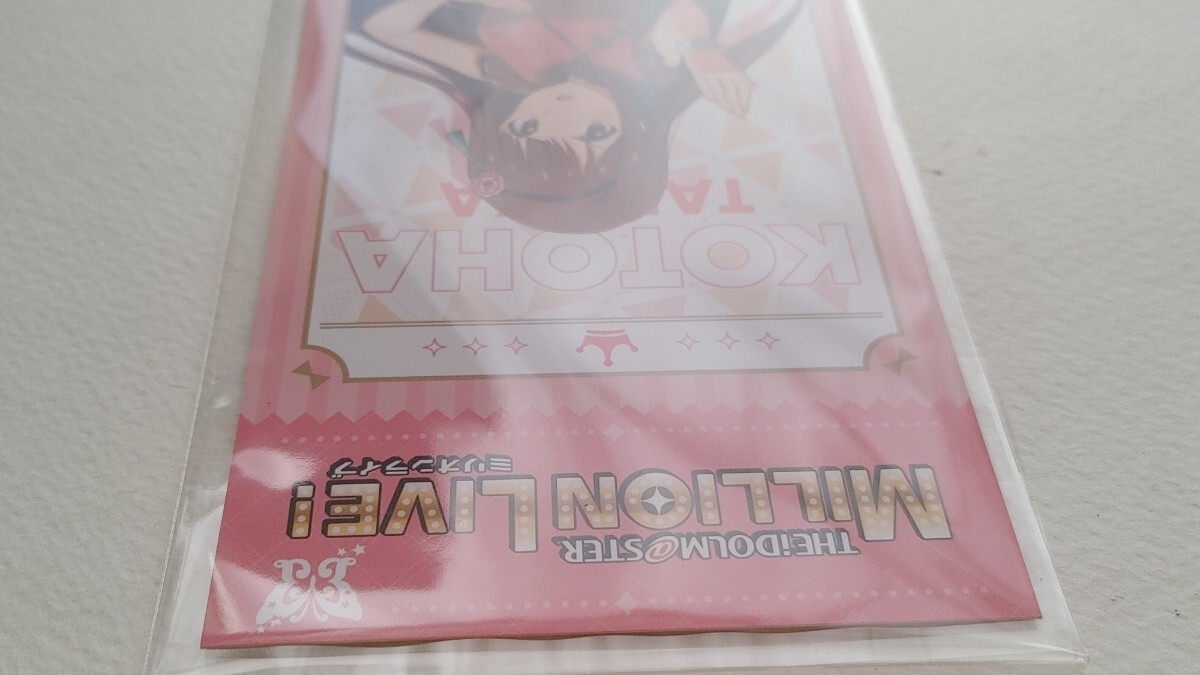 THE iDOLM@STER
MILLION LIVE!
ミリオンライブ
KOTOHA